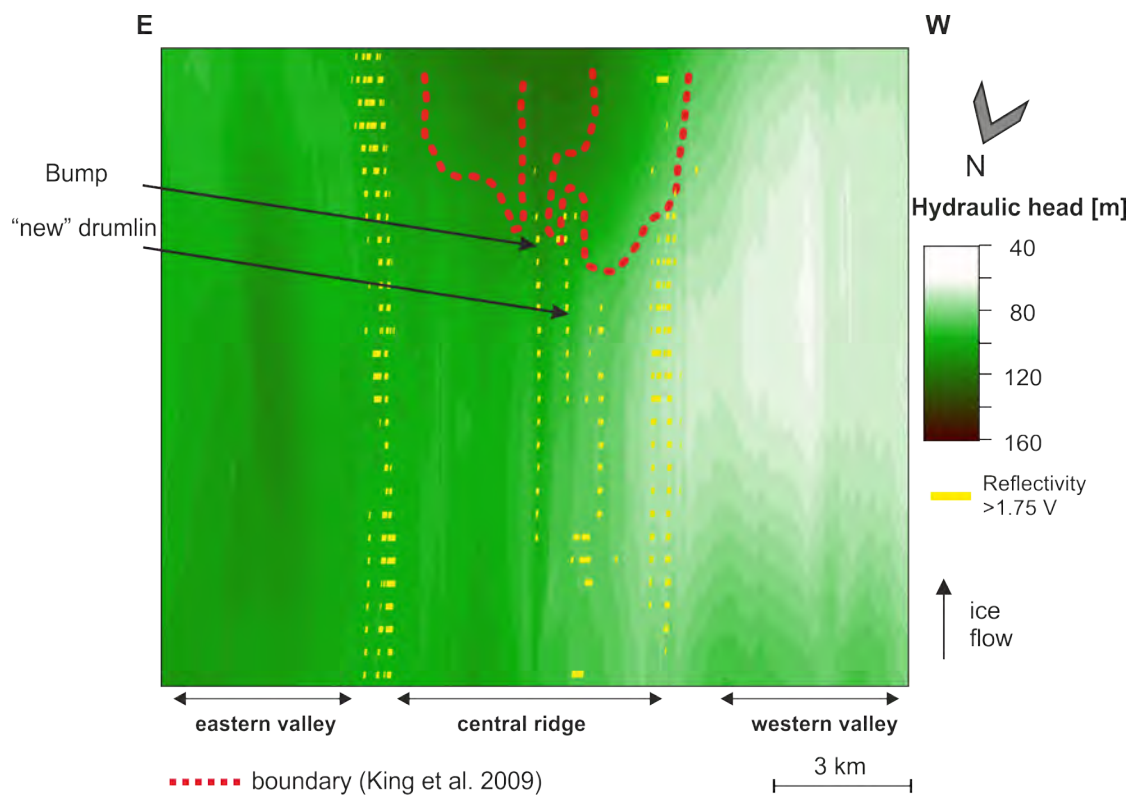 E
W
Bump
"new" drumlin
N
Hydraulic head [m]
40
80
120
160
Reflectivity
>1.75 V
ice
flow
eastern valley
central ridge
western valley
boundary (King et al. 2009)
3 km